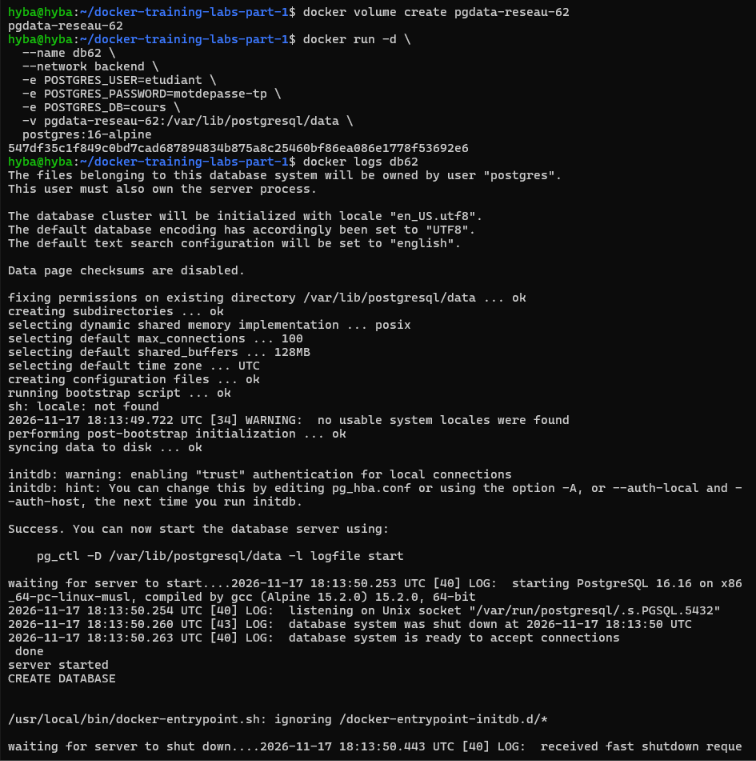 hyba@hyba:~/docker-training-labs-part-1$ docker volume create pgdata-reseau-62
pgdata-reseau-62
hyba@hyba:~/docker-training-labs-part-1$ docker run -d \
  --name db62 \
  --network backend \
  -e POSTGRES_USER=etudiant \
  -e POSTGRES_PASSWORD=motdepasse-tp \
  -e POSTGRES_DB=cours \
  -v pgdata-reseau-62:/var/lib/postgresql/data \
  postgres:16-alpine
547df35c1f849c0bd7cad687894834b875a8c25460bf86ea086e1778f53692e6
hyba@hyba:~/docker-training-labs-part-1$ docker logs db62
The files belonging to this database system will be owned by user "postgres".
This user must also own the server process.

The database cluster will be initialized with locale "en_US.utf8".
The default database encoding has accordingly been set to "UTF8".
The default text search configuration will be set to "english".

Data page checksums are disabled.

fixing permissions on existing directory /var/lib/postgresql/data ... ok
creating subdirectories ... ok
selecting dynamic shared memory implementation ... posix
selecting default max_connections ... 100
selecting default shared_buffers ... 128MB
selecting default time zone ... UTC
creating configuration files ... ok
running bootstrap script ... ok
sh: locale: not found
2026-11-17 18:13:49.722 UTC [34] WARNING:  no usable system locales were found
performing post-bootstrap initialization ... ok
syncing data to disk ... ok

initdb: warning: enabling "trust" authentication for local connections
initdb: hint: You can change this by editing pg_hba.conf or using the option -A, or --auth-local and -
-auth-host, the next time you run initdb.

Success. You can now start the database server using:

    pg_ctl -D /var/lib/postgresql/data -l logfile start

waiting for server to start....2026-11-17 18:13:50.253 UTC [40] LOG:  starting PostgreSQL 16.16 on x86
_64-pc-linux-musl, compiled by gcc (Alpine 15.2.0) 15.2.0, 64-bit
2026-11-17 18:13:50.254 UTC [40] LOG:  listening on Unix socket "/var/run/postgresql/.s.PGSQL.5432"
2026-11-17 18:13:50.260 UTC [43] LOG:  database system was shut down at 2026-11-17 18:13:50 UTC
2026-11-17 18:13:50.263 UTC [40] LOG:  database system is ready to accept connections
 done
server started
CREATE DATABASE


/usr/local/bin/docker-entrypoint.sh: ignoring /docker-entrypoint-initdb.d/*

waiting for server to shut down....2026-11-17 18:13:50.443 UTC [40] LOG:  received fast shutdown reque